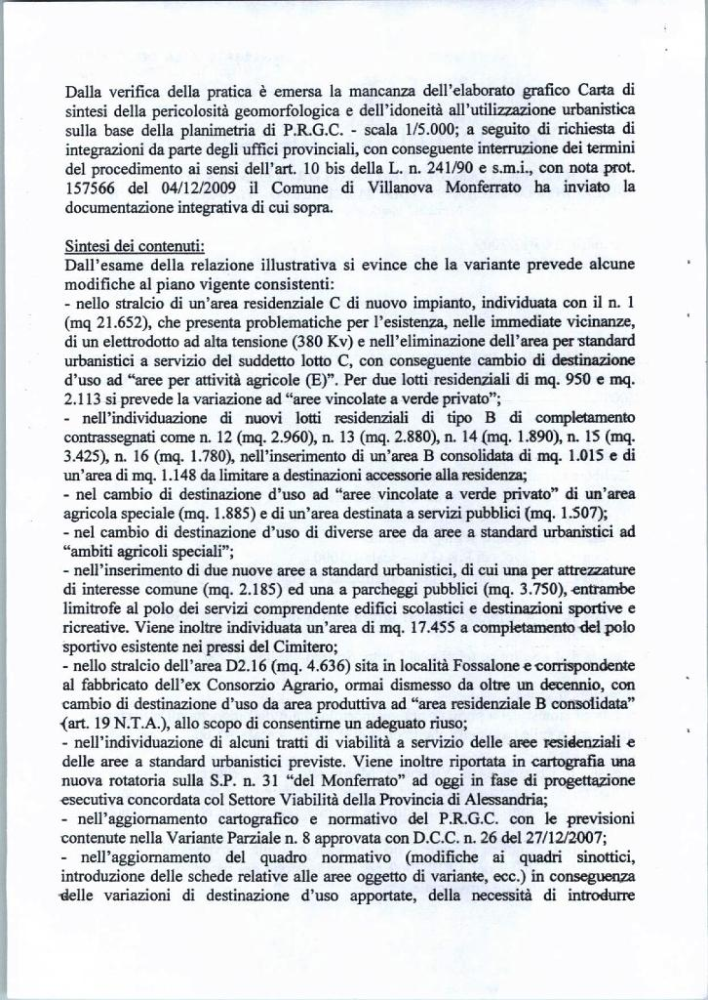 Dalla verifica della pratica è emersa la mancanza dell'elaborato grafico Carta di
sintesi della pericolosità geomorfologica e dell'idoneità all'utilizzazione urbanistica
sulla base della planimetria di P.R.G.C. - scala 1/5.000; a seguito di richiesta di
integrazioni da parte degli uffici provinciali, con conseguente interruzione dei termini
del procedimento ai sensi dell'art. 10 bis della L. n. 241/90 e s.m.i., con nota prot.
157566 del 04/12/2009 il Comune di Villanova Monferrato ha inviato la
documentazione integrativa di cui sopra.
Sintesi dei contenuti:
Dall'esame della relazione illustrativa si evince che la variante prevede alcune
modifiche al piano vigente consistenti:
- nello stralcio di un'area residenziale C di nuovo impianto, individuata con il n. 1
(mq 21.652), che presenta problematiche per l'esistenza, nelle immediate vicinanze,
di un elettrodotto ad alta tensione (380 Kv) e nell'eliminazione dell'area per standard
urbanistici a servizio del suddetto lotto C, con conseguente cambio di destinazione
d'uso ad "aree per attività agricole (E)". Per due lotti residenziali di mq. 950 e mq.
2.113 si prevede la variazione ad "aree vincolate a verde privato";
- nell'individuazione di nuovi lotti residenziali di tipo B di completamento
contrassegnati come n. 12 (mq. 2.960), n. 13 (mq. 2.880), n. 14 (mq. 1.890), n. 15 (mq.
3.425), n. 16 (mq. 1.780), nell'inserimento di un'area B consolidata di mq. 1.015 e di
un'area di mq. 1.148 da limitare a destinazioni accessorie alla residenza;
- nel cambio di destinazione d'uso ad "aree vincolate a verde privato" di un'area
agricola speciale (mq. 1.885) e di un'area destinata a servizi pubblici (mq. 1.507);
- nel cambio di destinazione d'uso di diverse aree da aree a standard urbanistici ad
"ambiti agricoli speciali";
- nell'inserimento di due nuove aree a standard urbanistici, di cui una per attrezzature
di interesse comune (mq. 2.185) ed una a parcheggi pubblici (mq. 3.750), entrambe
limitrofe al polo dei servizi comprendente edifici scolastici e destinazioni sportive e
ricreative. Viene inoltre individuata un'area di mq. 17.455 a completamento del polo
sportivo esistente nei pressi del Cimitero;
- nello stralcio dell'area D2.16 (mq. 4.636) sita in località Fossalone e corrispondente
al fabbricato dell'ex Consorzio Agrario, ormai dismesso da oltre un decennio, con
cambio di destinazione d'uso da area produttiva ad "area residenziale B consolidata"
(art. 19 N.T.A.), allo scopo di consentirne un adeguato riuso;
- nell'individuazione di alcuni tratti di viabilità a servizio delle aree residenziali e
delle aree a standard urbanistici previste. Viene inoltre riportata in cartografia una
nuova rotatoria sulla S.P. n. 31 "del Monferrato" ad oggi in fase di progettazione
esecutiva concordata col Settore Viabilità della Provincia di Alessandria;
- nell'aggiornamento cartografico e normativo del P.R.G.C. con le previsioni
contenute nella Variante Parziale n. 8 approvata con D.C.C. n. 26 del 27/12/2007;
- nell'aggiornamento del quadro normativo (modifiche ai quadri sinottici,
introduzione delle schede relative alle aree oggetto di variante, ecc.) in conseguenza
delle variazioni di destinazione d'uso apportate, della necessità di introdurre